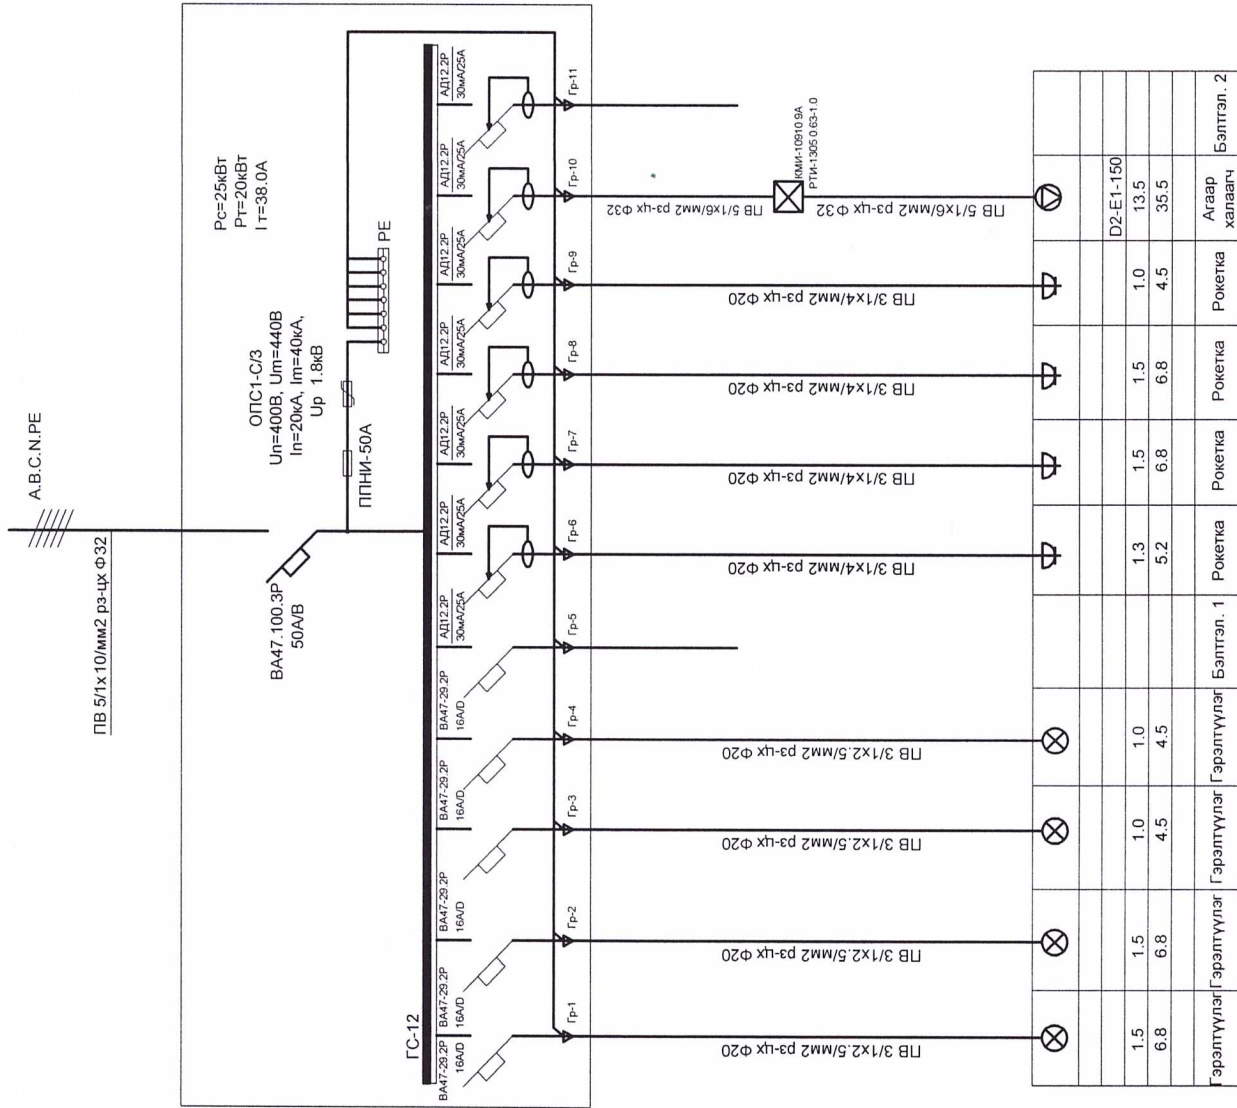 A.B.C.N.PE
ПВ 5/1x10/мм2 рз-цх Ф32
Рс=25кВт
Рт=20кВт
Iт=38.0А
ОПС1-С/3
Un=400В, Um=440В
In=20кА, Im=40кА,
Up 1.8кВ
ППНИ-50А
PE
ВА47.100.3Р
50А/В
ГС-12
ВА47-29.2Р
16А/D
ВА47-29.2Р
16А/D
ВА47-29.2Р
16А/D
ВА47-29.2Р
16А/D
ВА47-29.2Р
16А/D
АД12.2Р
30мА/25А
АД12.2Р
30мА/25А
АД12.2Р
30мА/25А
АД12.2Р
30мА/25А
АД12.2Р
30мА/25А
АД12.2Р
30мА/25А
АД12.2Р
30мА/25А
Гр-1
Гр-2
Гр-3
Гр-4
Гр-5
Гр-6
Гр-7
Гр-8
Гр-9
Гр-10
Гр-11
ПВ 3/1x2.5/мм2 рз-цх Ф20
ПВ 3/1x2.5/мм2 рз-цх Ф20
ПВ 3/1x2.5/мм2 рз-цх Ф20
ПВ 3/1x2.5/мм2 рз-цх Ф20
ПВ 3/1x4/мм2 рз-цх Ф20
ПВ 3/1x4/мм2 рз-цх Ф20
ПВ 3/1x4/мм2 рз-цх Ф20
ПВ 3/1x4/мм2 рз-цх Ф20
ПВ 5/1x6/мм2 рз-цх Ф32
КМИ-10910 9А
РТИ-1305 0.63-1.0
ПВ 5/1x6/мм2 рз-цх Ф32
D2-E1-150
1.5 1.5 1.0 1.0 1.3 1.5 1.5 1.0 13.5
6.8 6.8 4.5 4.5 5.2 6.8 6.8 4.5 35.5
Гэрэлтүүлэг Гэрэлтүүлэг Гэрэлтүүлэг Гэрэлтүүлэг Бэлтгэл. 1 Рокетка Рокетка Рокетка Рокетка Агаар халаагч Бэлтгэл. 2